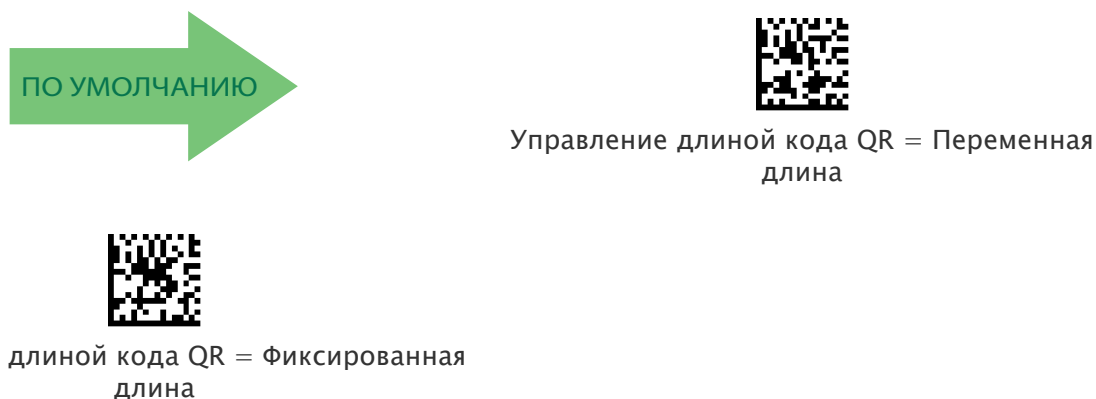 ПО УМОЛЧАНИЮ
Управление длиной кода QR = Переменная
длина
длиной кода QR = Фиксированная
длина